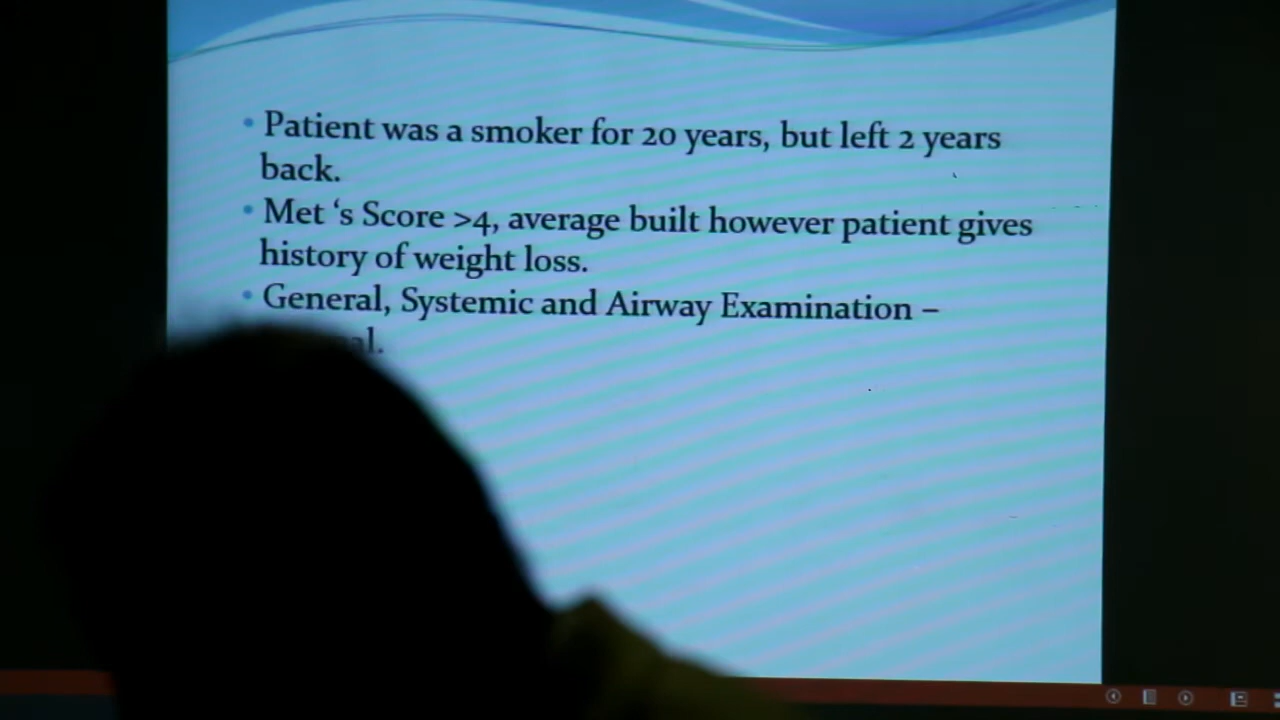 • Patient was a smoker for 20 years, but left 2 years
back.
• Met 's Score >4, average built however patient gives
history of weight loss.
• General, Systemic and Airway Examination –